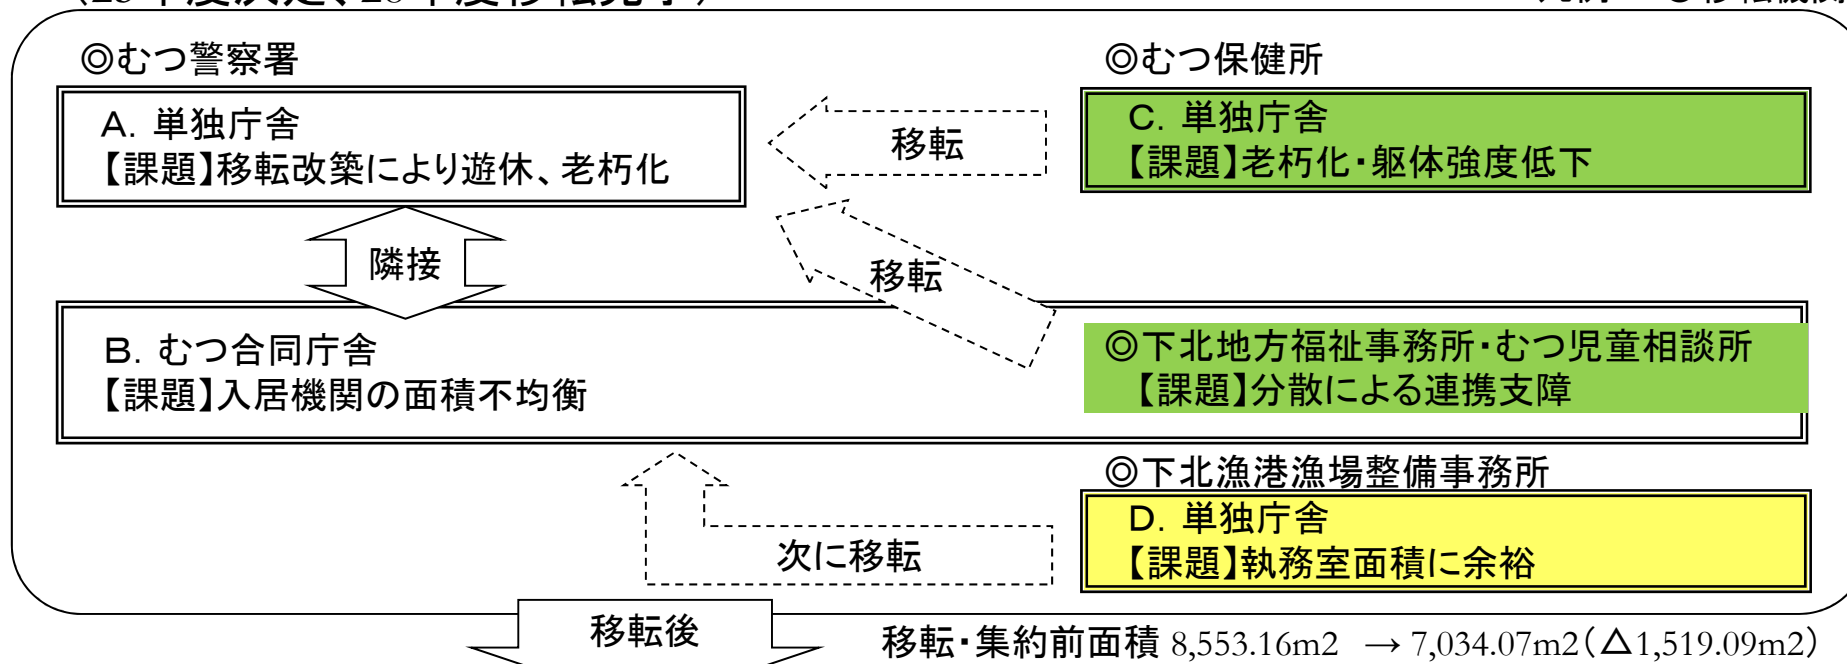 ◎むつ警察署
A. 単独庁舎
【課題】移転改築により遊休、老朽化
移転
◎むつ保健所
C. 単独庁舎
【課題】老朽化・躯体強度低下
隣接
移転
B. むつ合同庁舎
【課題】入居機関の面積不均衡
◎下北地方福祉事務所・むつ児童相談所
【課題】分散による連携支障
◎下北漁港漁場整備事務所
D. 単独庁舎
【課題】執務室面積に余裕
次に移転
移転後
移転・集約前面積 8,553.16m2 → 7,034.07m2(△1,519.09m2)